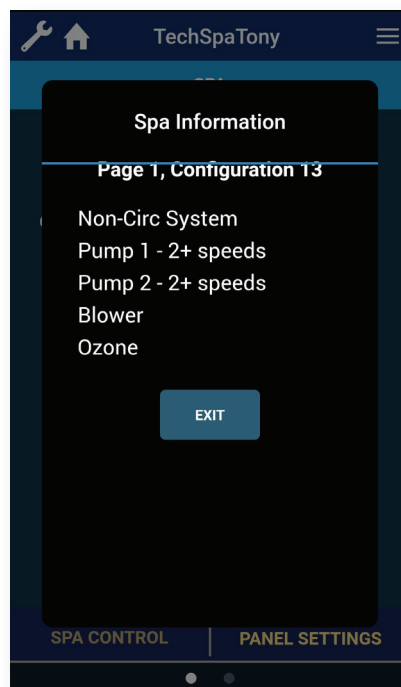 TechSpaTony
Spa Information
Page 1, Configuration 13
Non-Circ System
Pump 1 - 2+ speeds
Pump 2 - 2+ speeds
Blower
Ozone
EXIT
SPA CONTROL
PANEL SETTINGS